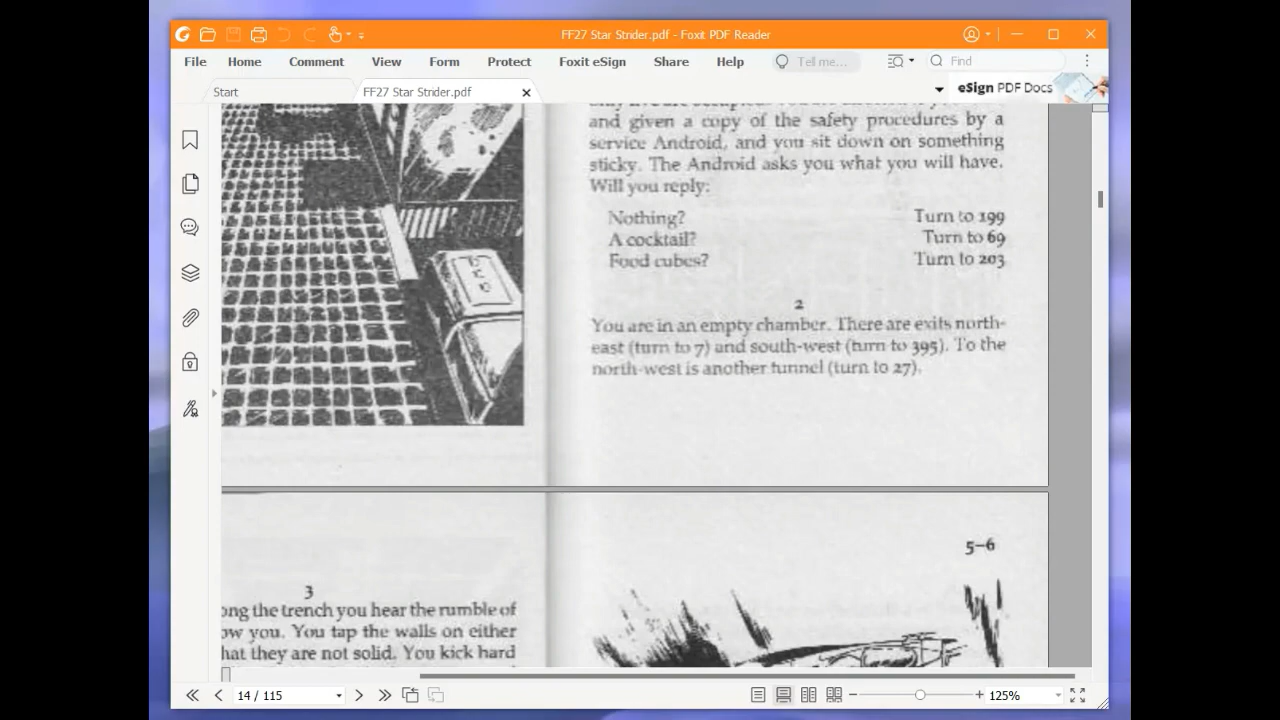 FF27 Star Strider.pdf - Foxit PDF Reader
File Home Comment View Form Protect Foxit eSign Share Help Tell me... Find
Start FF27 Star Strider.pdf eSign PDF Docs
and given a copy of the safety procedures by a
service Android, and you sit down on something
sticky. The Android asks you what you will have.
Will you reply:
Nothing? Turn to 199
A cocktail? Turn to 69
Food cubes? Turn to 203
2
You are in an empty chamber. There are exits north-
east (turn to 7) and south-west (turn to 395). To the
north-west is another tunnel (turn to 27).
5–6
3
ong the trench you hear the rumble of
ow you. You tap the walls on either
hat they are not solid. You kick hard
14 / 115 125%